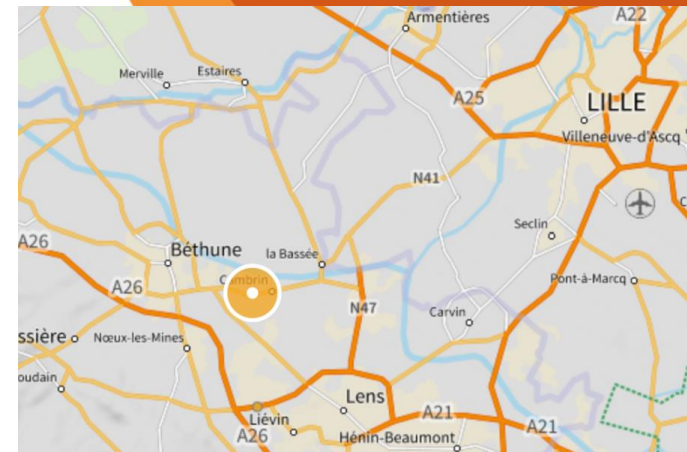 Armentières
A22
Merville
Estaires
A25
LILLE
Villeneuve-d'Ascq
N41
Seclin
A26
Béthune
la Bassée
Pont-à-Marcq
A26
Cambrin
N47
Carvin
ssière
Nœux-les-Mines
oudain
Lens
Liévin
A21
A21
A26
Hénin-Beaumont